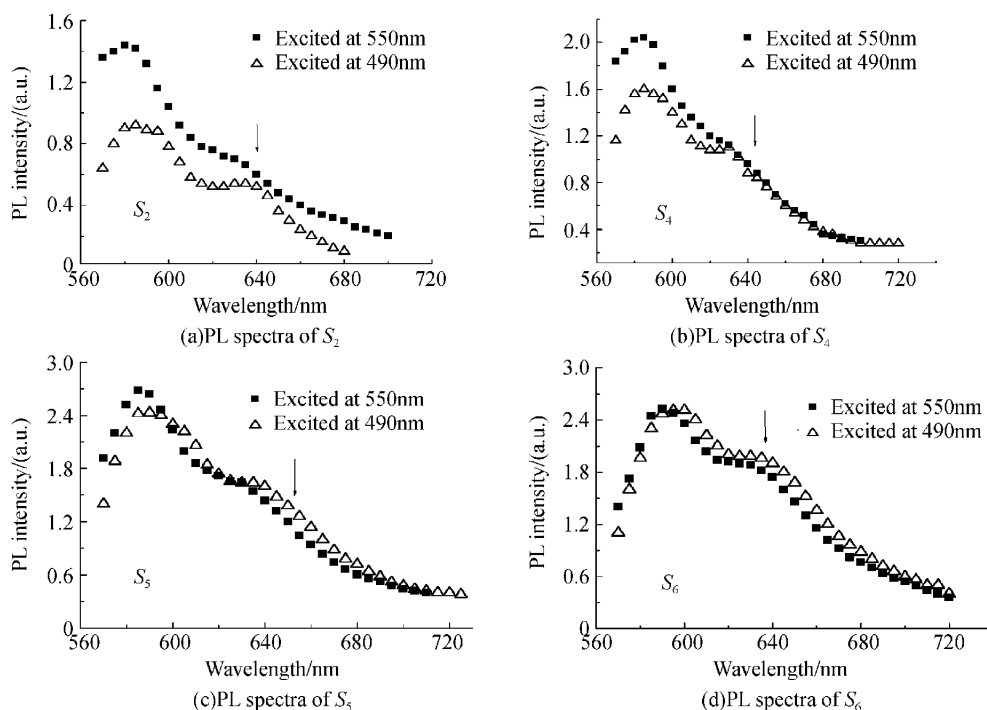 1.6
1.2
0.8
0.4
0
PL intensity/(a.u.)
Excited at 550nm
Excited at 490nm
S2
560 600 640 680 720
Wavelength/nm
(a)PL spectra of S2
2.0
1.6
1.2
0.8
0.4
PL intensity/(a.u.)
Excited at 550nm
Excited at 490nm
S4
560 600 640 680 720
Wavelength/nm
(b)PL spectra of S4
3.0
2.4
1.8
1.2
0.6
0
PL intensity/(a.u.)
Excited at 550nm
Excited at 490nm
S5
560 600 640 680 720
Wavelength/nm
(c)PL spectra of S5
3.0
2.4
1.8
1.2
0.6
0
PL intensity/(a.u.)
Excited at 550nm
Excited at 490nm
S6
560 600 640 680 720
Wavelength/nm
(d)PL spectra of S6